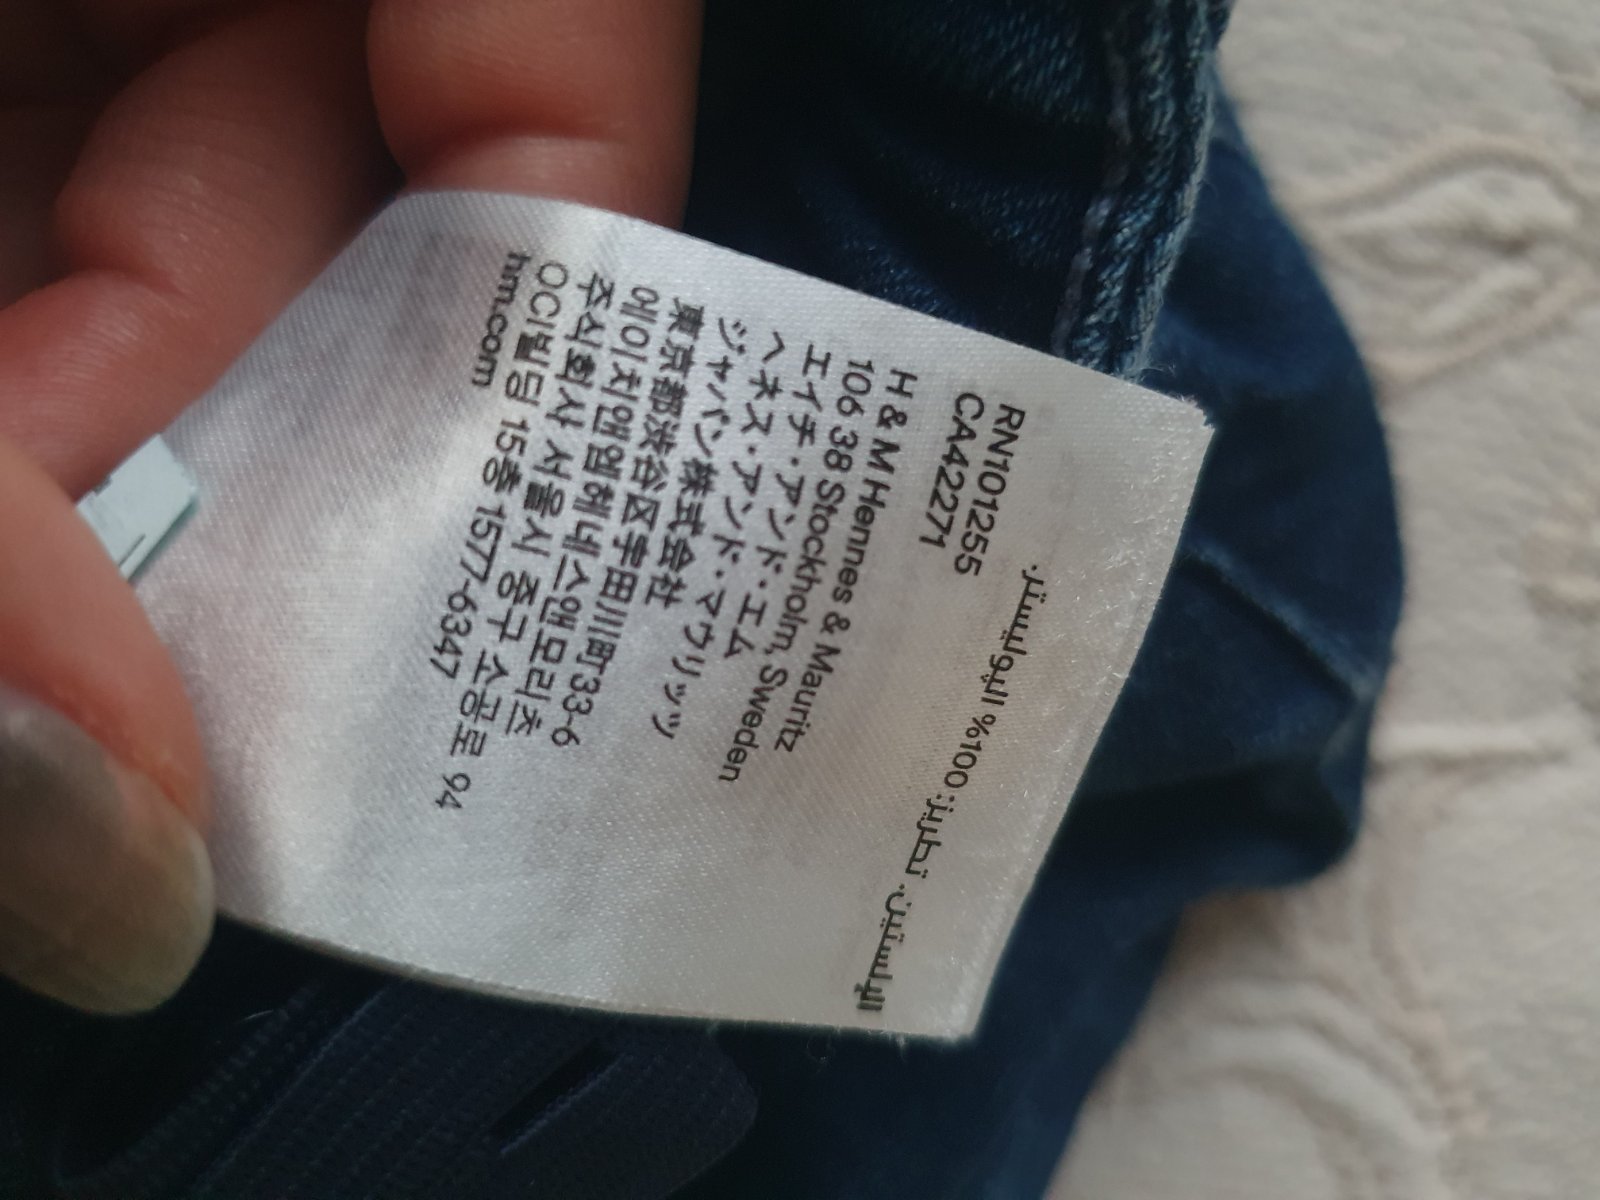 إلاستين. تطريز: 100% البوليستر.
RN101255
CA42271
H & M Hennes & Mauritz
106 38 Stockholm, Sweden
エイチ・アンド・エム
ヘネス・アンド・マウリッツ
ジャパン株式会社
東京都渋谷区宇田川町33-6
에이치앤엠헤네스앤모리츠
주식회사 서울시 중구 소공로 94
OCI빌딩 15층 1577-6347
hm.com